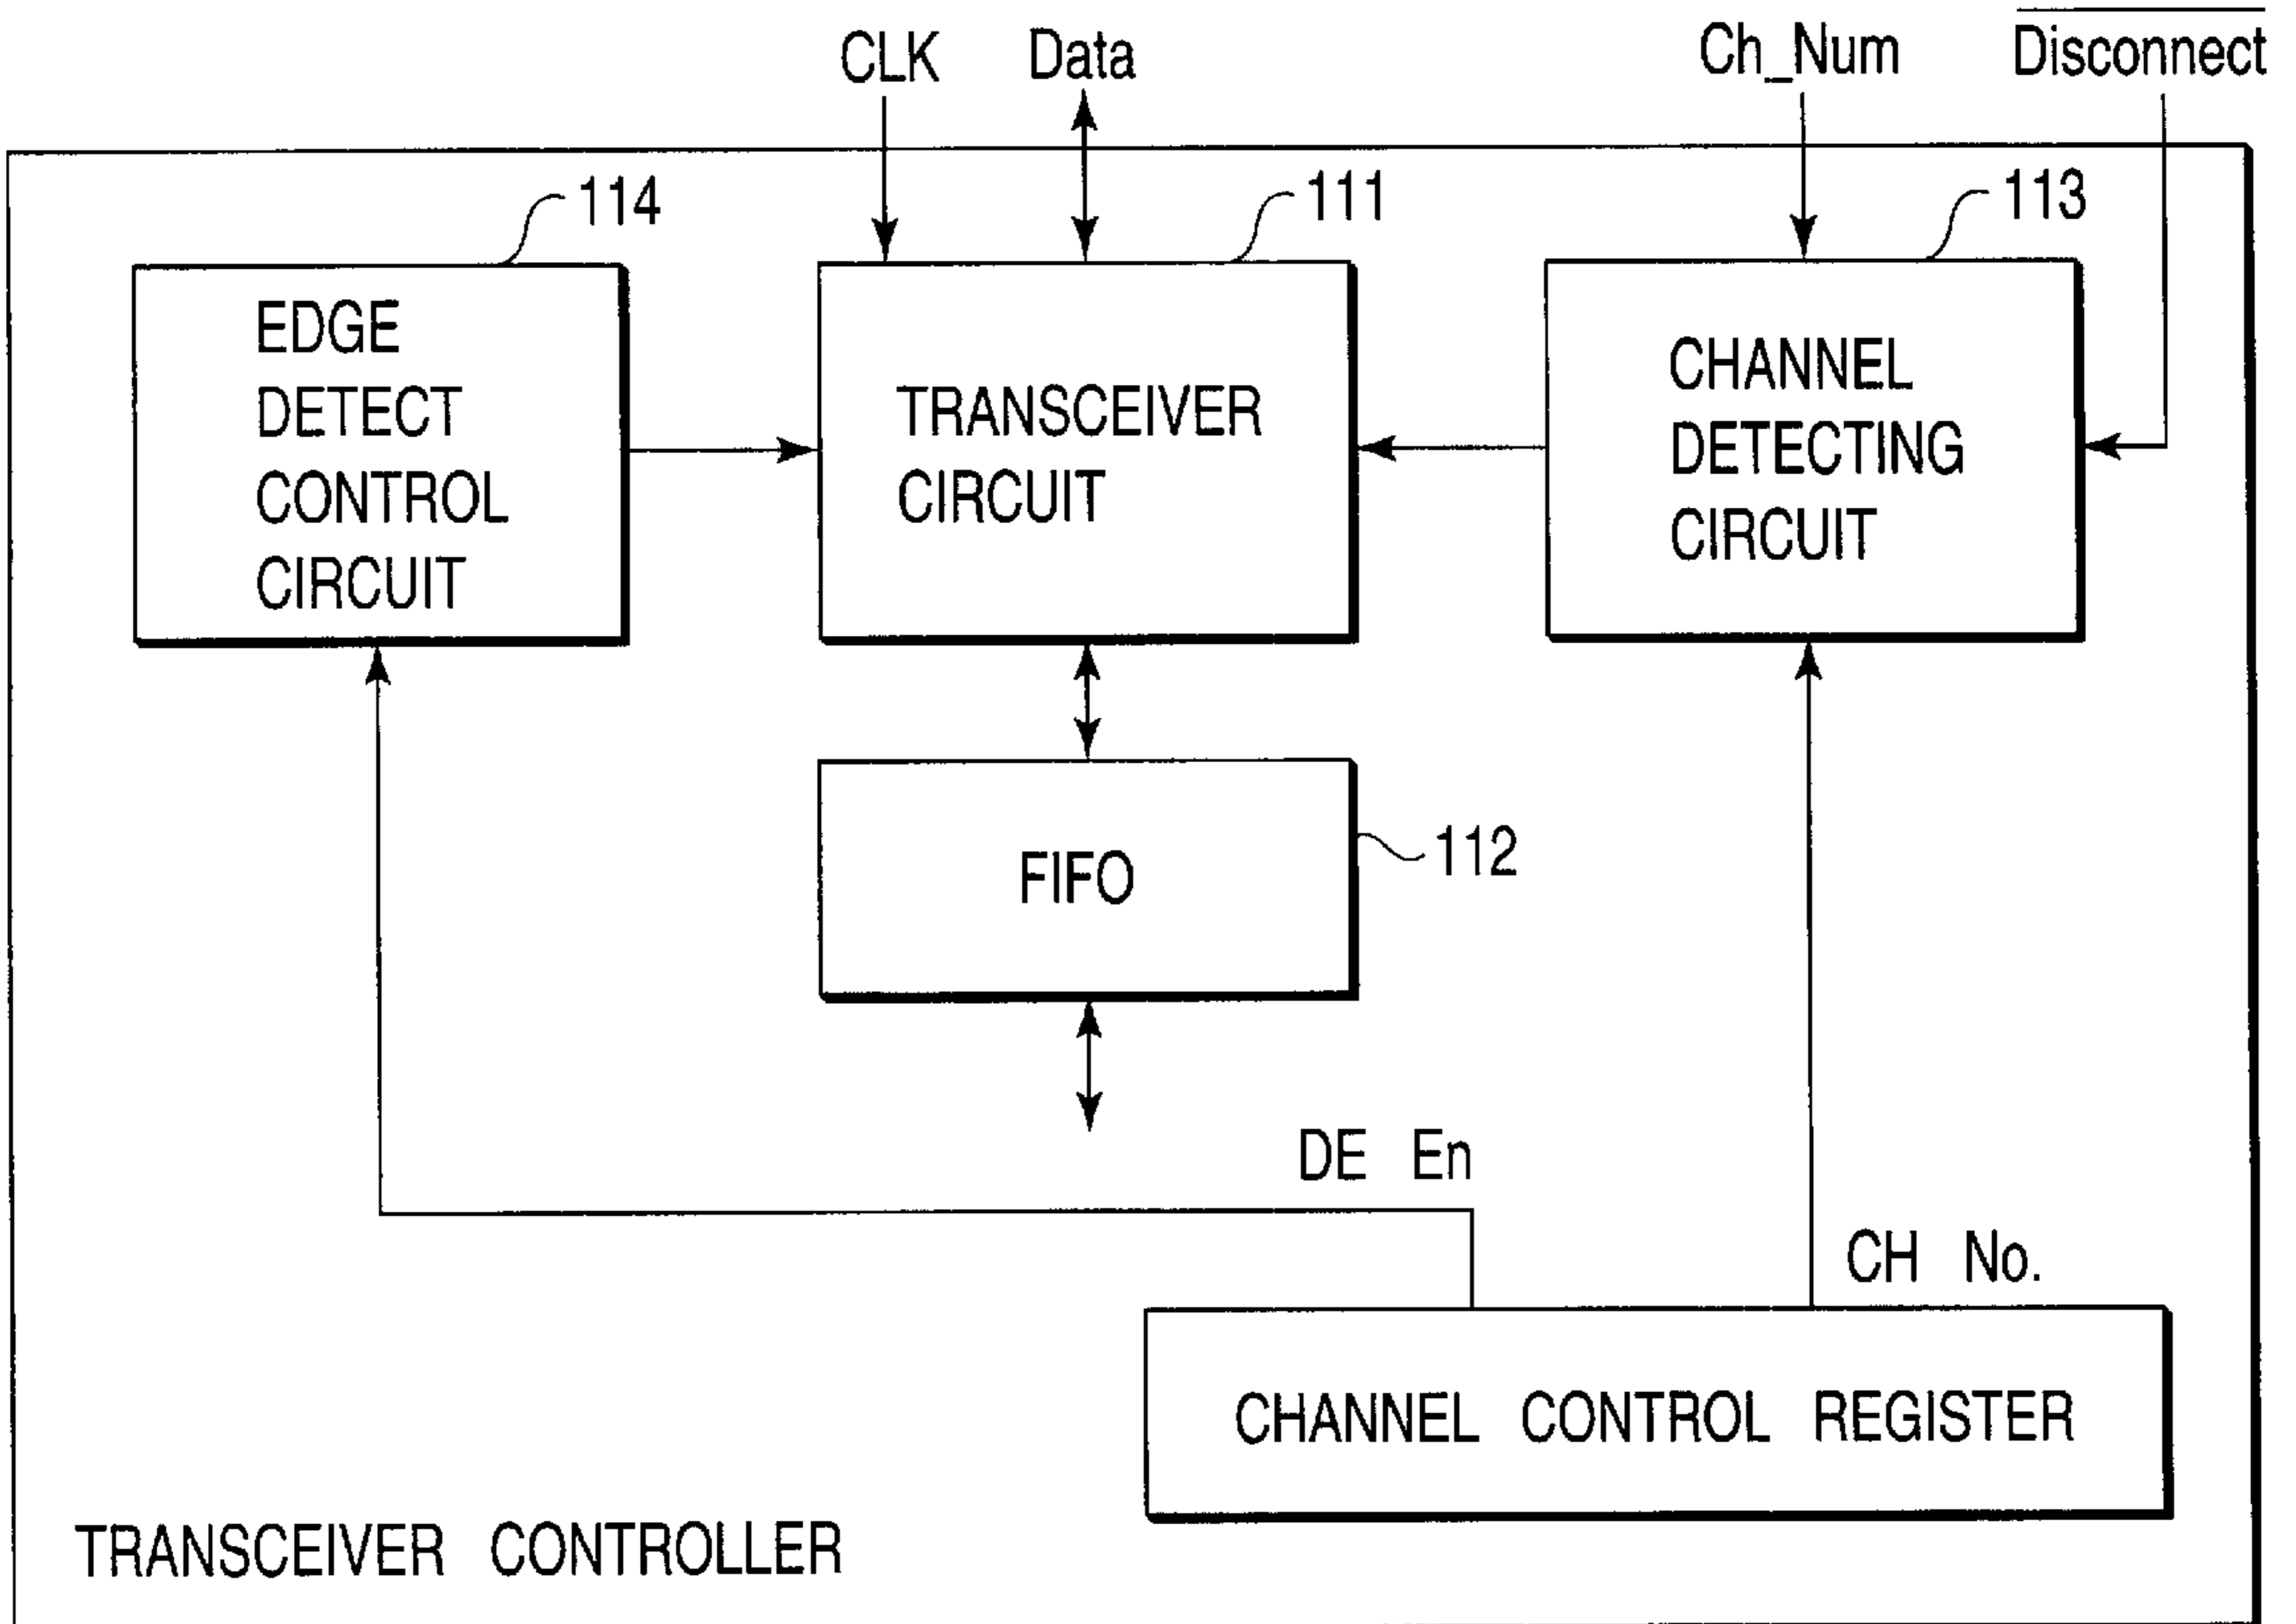 CLK Data Ch_Num Disconnect
114 111 113
EDGE
DETECT
CONTROL
CIRCUIT
TRANSCEIVER
CIRCUIT
CHANNEL
DETECTING
CIRCUIT
FIFO
112
DE En
CH No.
CHANNEL CONTROL REGISTER
TRANSCEIVER CONTROLLER